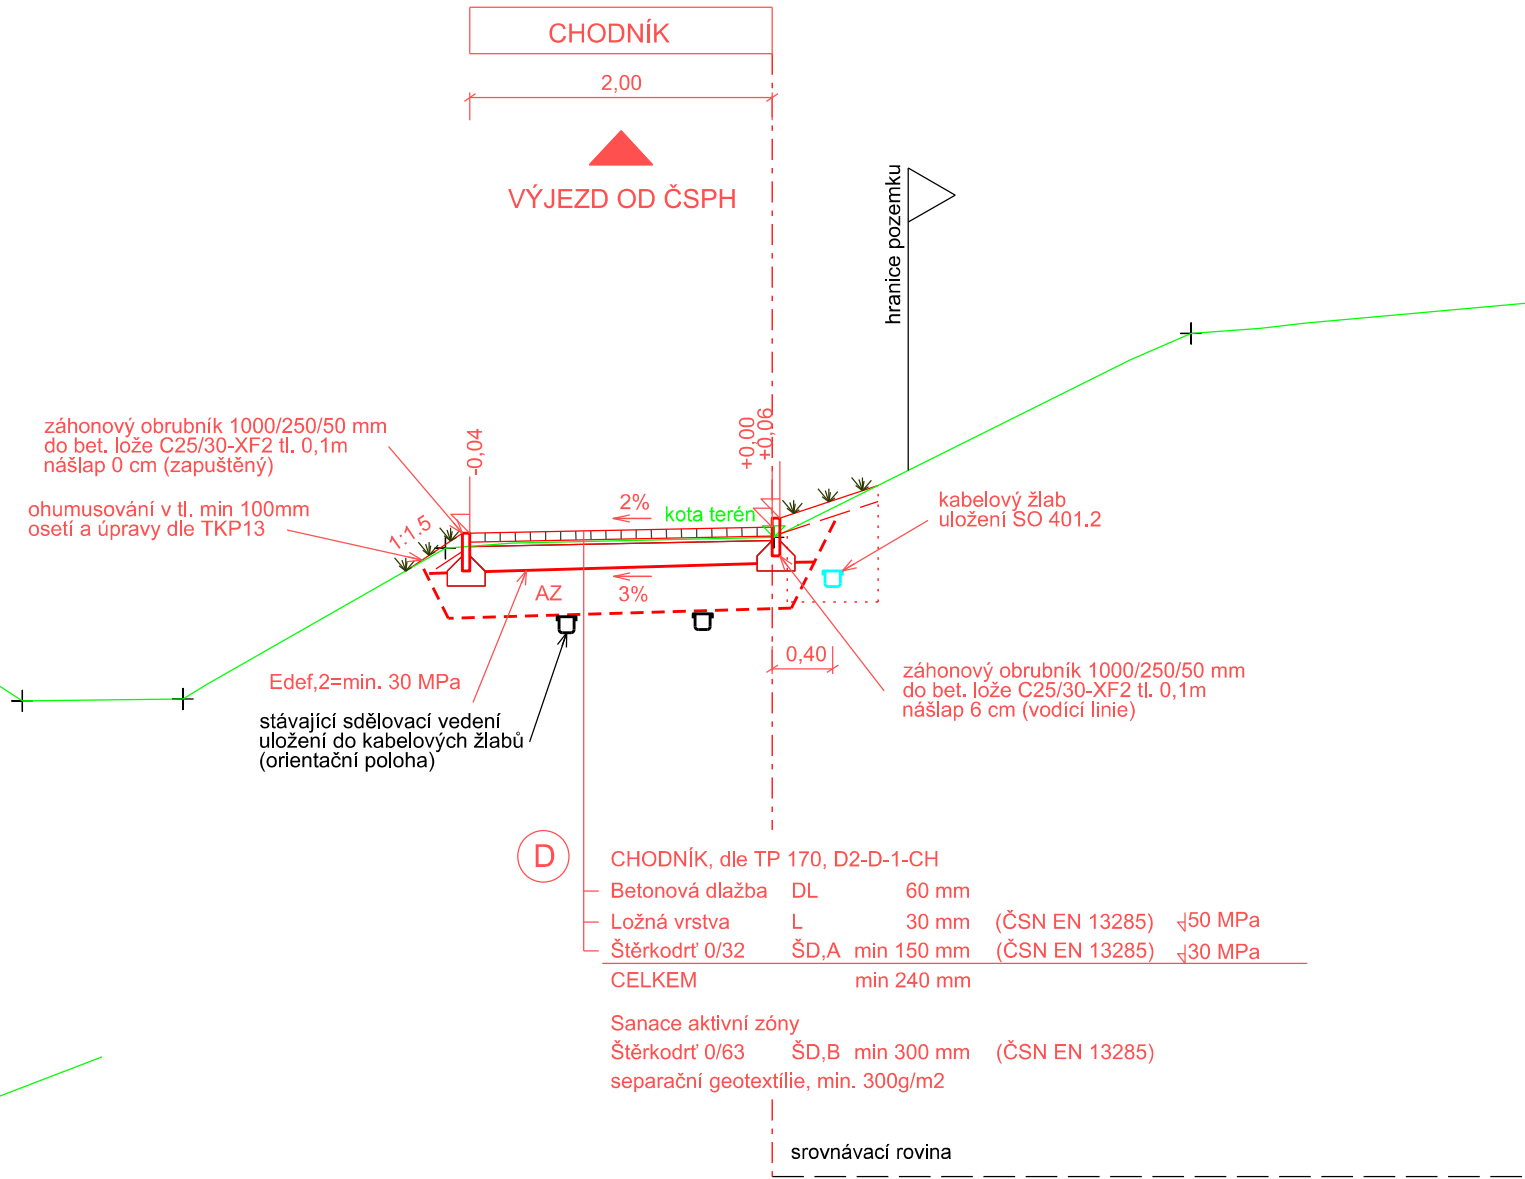 CHODNÍK
2,00
VÝJEZD OD ČSPH
hranice pozemku
záhonový obrubník 1000/250/50 mm
do bet. lože C25/30-XF2 tl. 0,1m
nášlap 0 cm (zapuštěný)
-0,04
+0,00
+0,06
ohumusování v tl. min 100mm
osetí a úpravy dle TKP13
1:1,5
2%
kota terén
kabelový žlab
uložení SO 401.2
AZ
3%
0,40
Edef,2=min. 30 MPa
stávající sdělovací vedení
uložení do kabelových žlabů
(orientační poloha)
záhonový obrubník 1000/250/50 mm
do bet. lože C25/30-XF2 tl. 0,1m
nášlap 6 cm (vodící linie)
D
CHODNÍK, dle TP 170, D2-D-1-CH
Betonová dlažba DL 60 mm
Ložná vrstva L 30 mm (ČSN EN 13285) 50 MPa
Štěrkodrť 0/32 ŠD,A min 150 mm (ČSN EN 13285) 30 MPa
CELKEM min 240 mm
Sanace aktivní zóny
Štěrkodrť 0/63 ŠD,B min 300 mm (ČSN EN 13285)
separační geotextílie, min. 300g/m2
srovnávací rovina